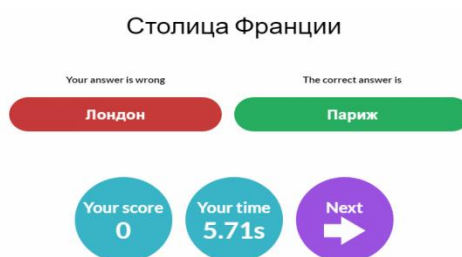 Столица Франции
Your answer is wrong
The correct answer is
Лондон
Париж
Your score
0
Your time
5.71s
Next